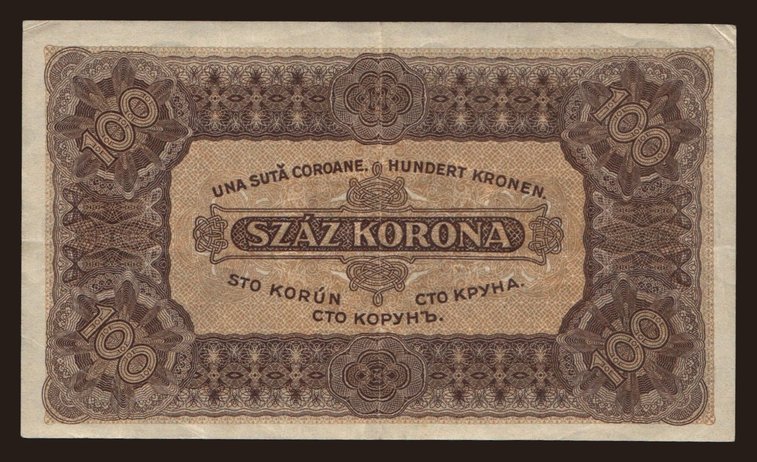 100 100
UNA SUTĂ COROANE. HUNDERT KRONEN.
SZÁZ KORONA
STO KORÚN СТО КРУНА.
СТО КОРУНЪ.
100 100